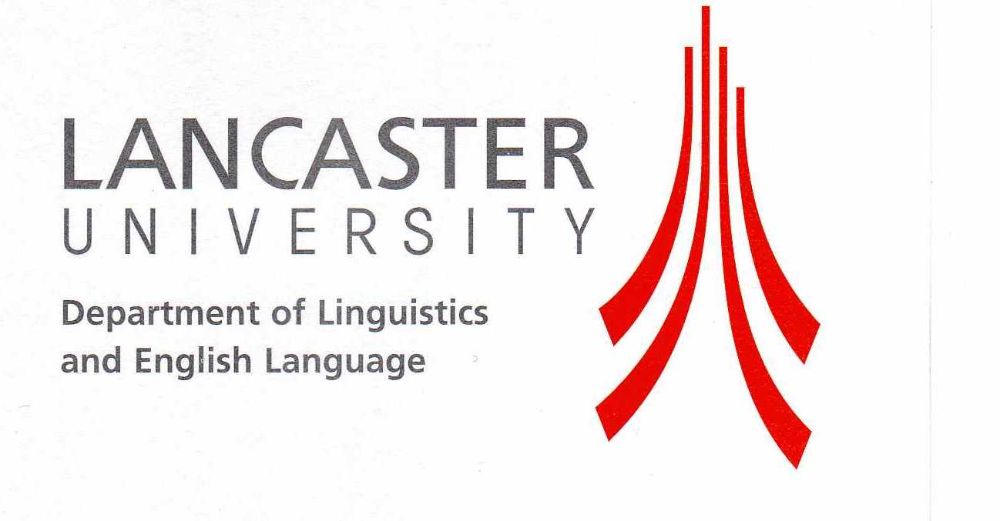 LANCASTER
UNIVERSITY
Department of Linguistics
and English Language